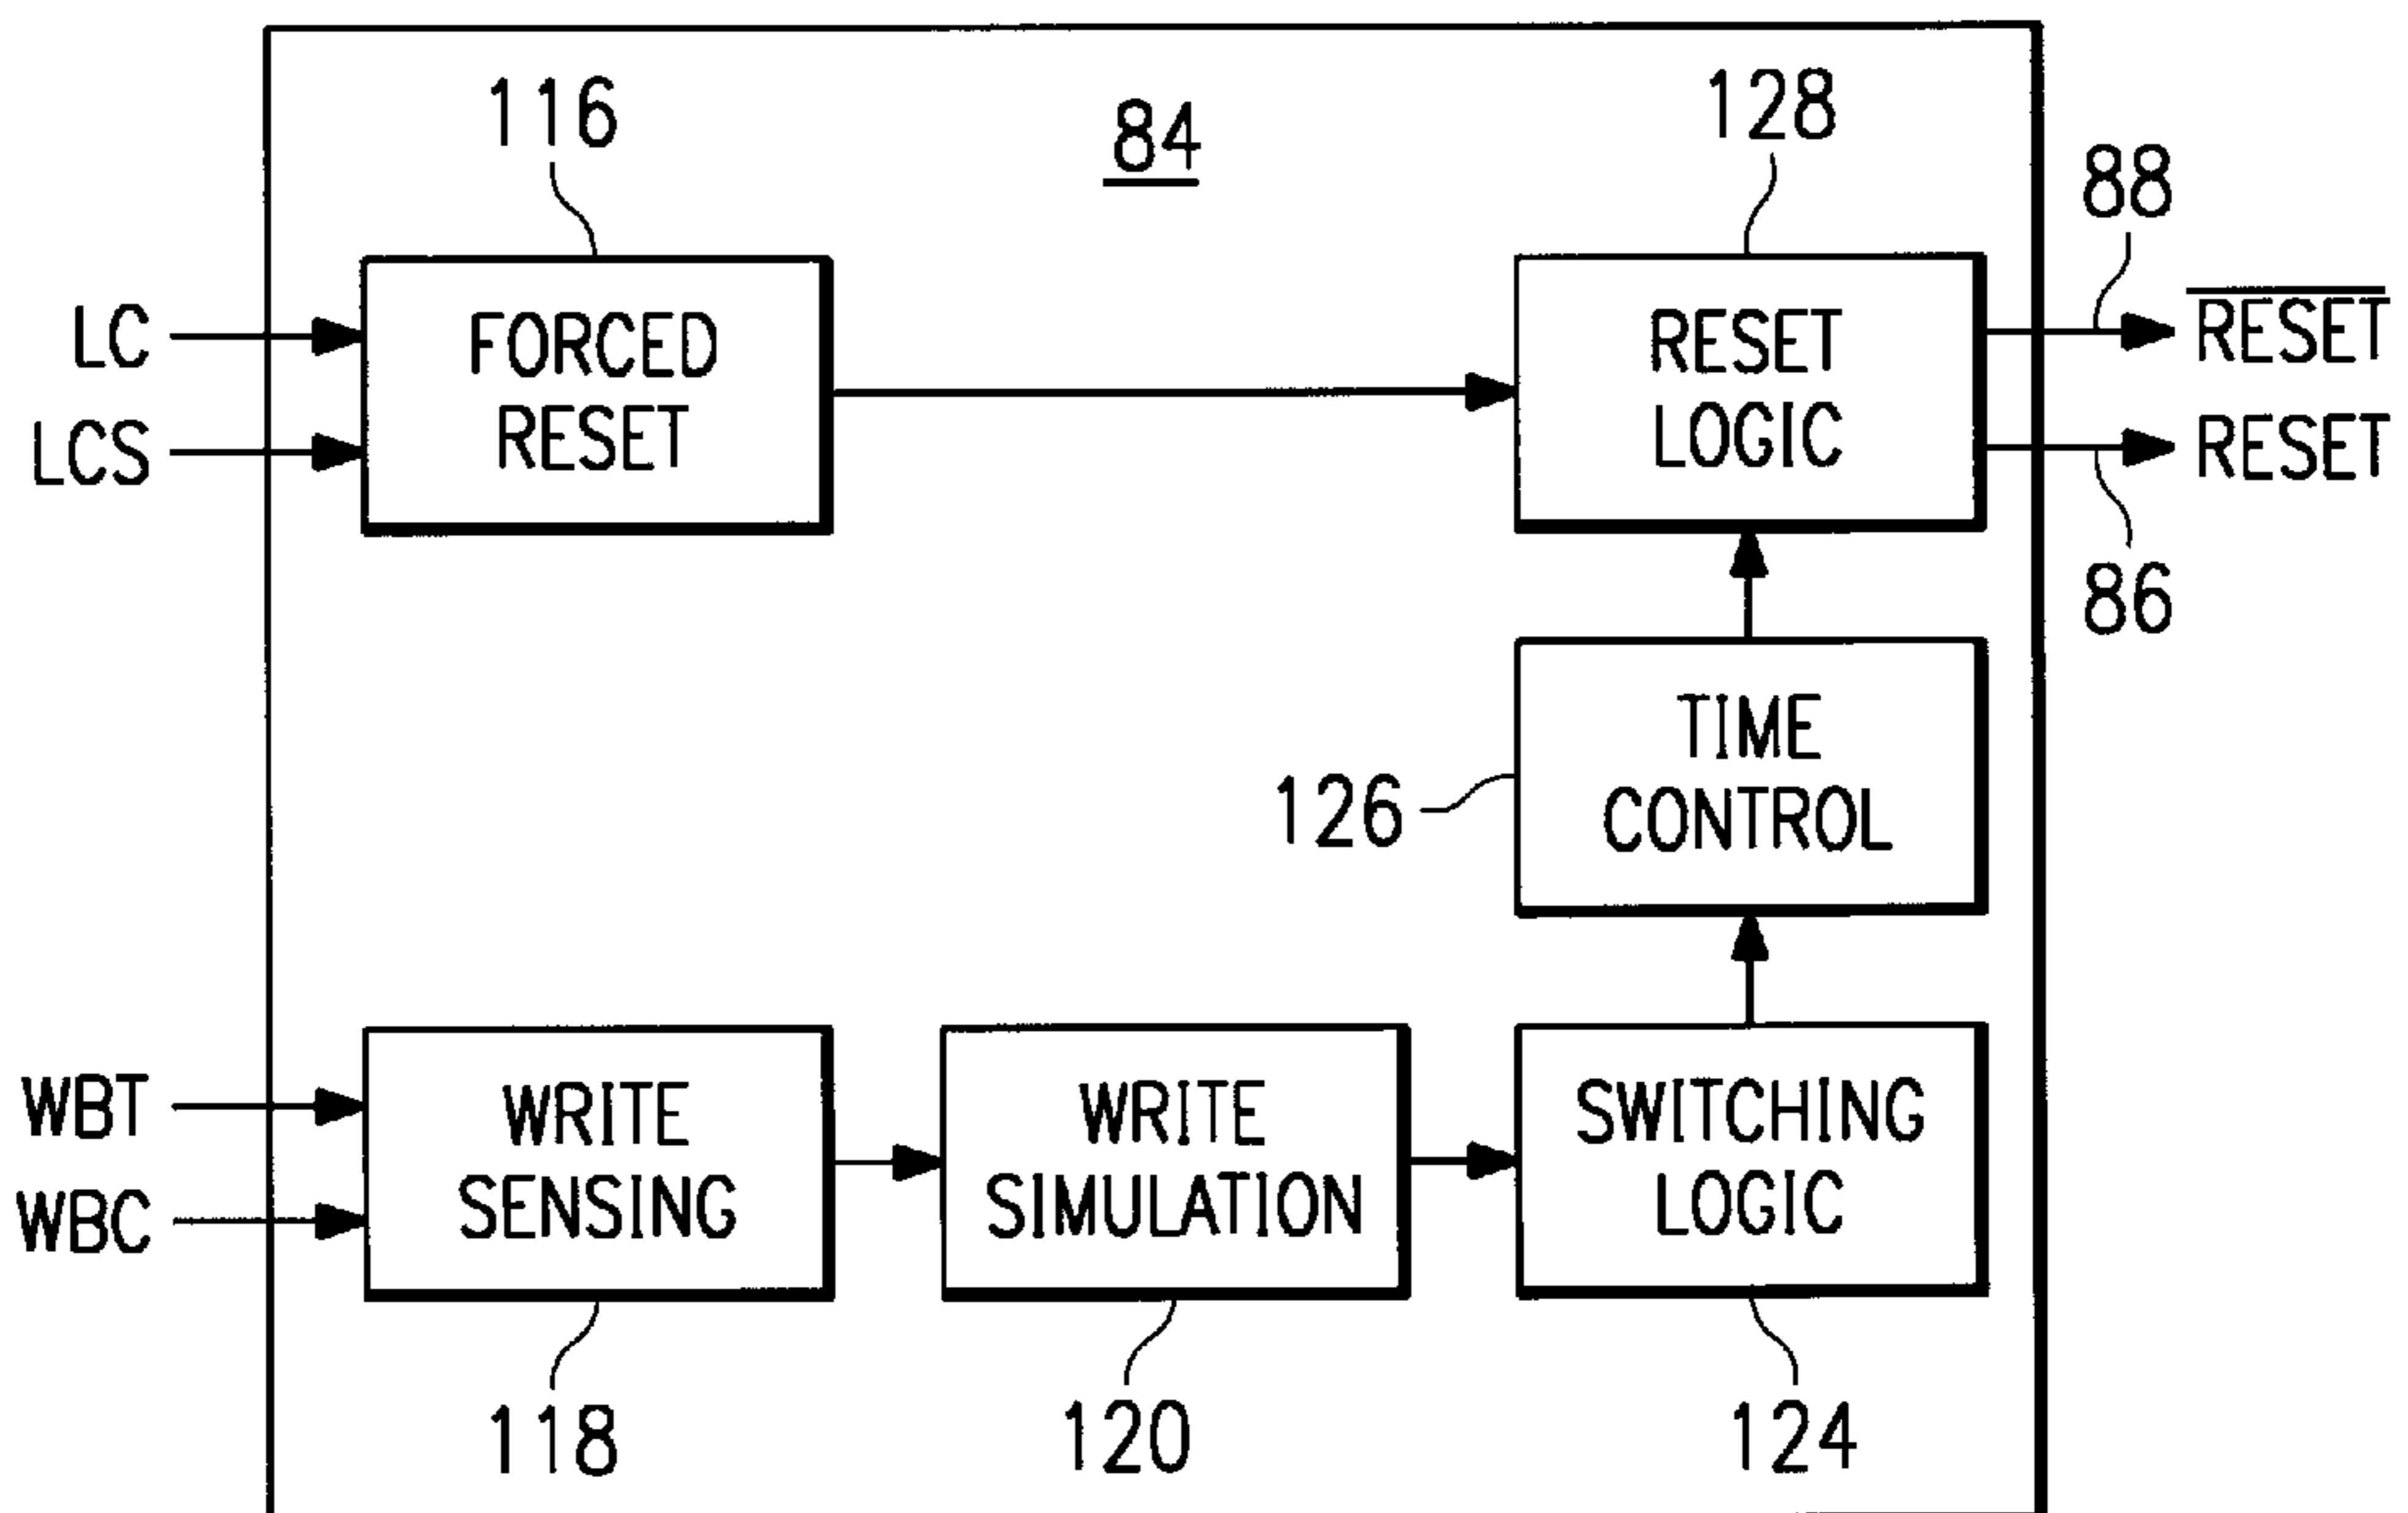 116
84
128
88
LC
FORCED
RESET
RESET
LOGIC
R̅E̅S̅E̅T̅
LCS
RESET
86
TIME
CONTROL
126
WBT
WRITE
SENSING
WRITE
SIMULATION
SWITCHING
LOGIC
WBC
118
120
124